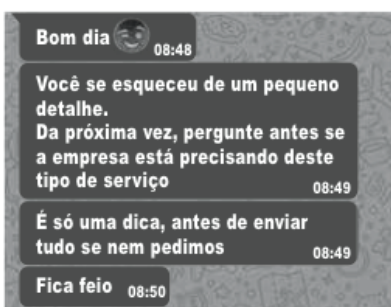 Bom dia
08:48
Você se esqueceu de um pequeno
detalhe.
Da próxima vez, pergunte antes se
a empresa está precisando deste
tipo de serviço
08:49
É só uma dica, antes de enviar
tudo se nem pedimos
08:49
Fica feio 08:50